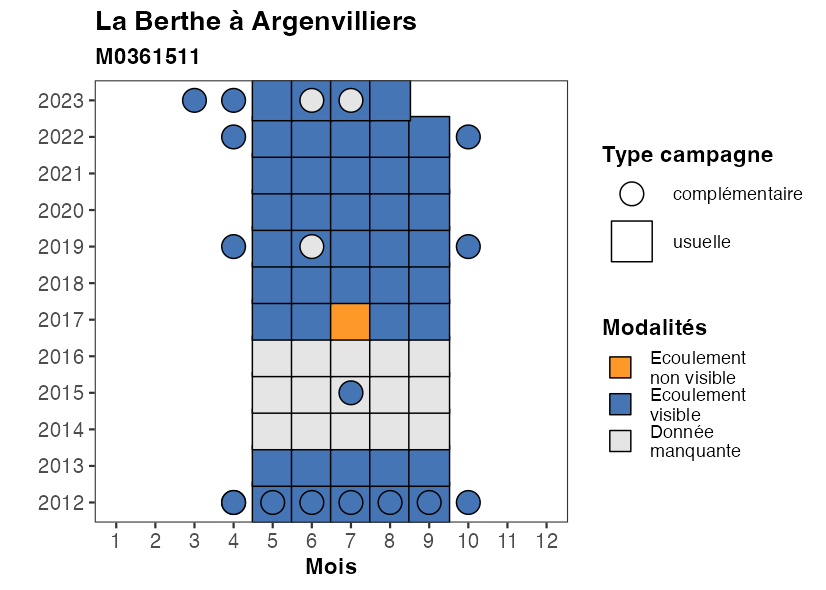 La Berthe à Argenvilliers
M0361511
2023
2022
2021
2020
2019
2018
2017
2016
2015
2014
2013
2012
1 2 3 4 5 6 7 8 9 10 11 12
Mois
Type campagne
complémentaire
usuelle
Modalités
Ecoulement
non visible
Ecoulement
visible
Donnée
manquante